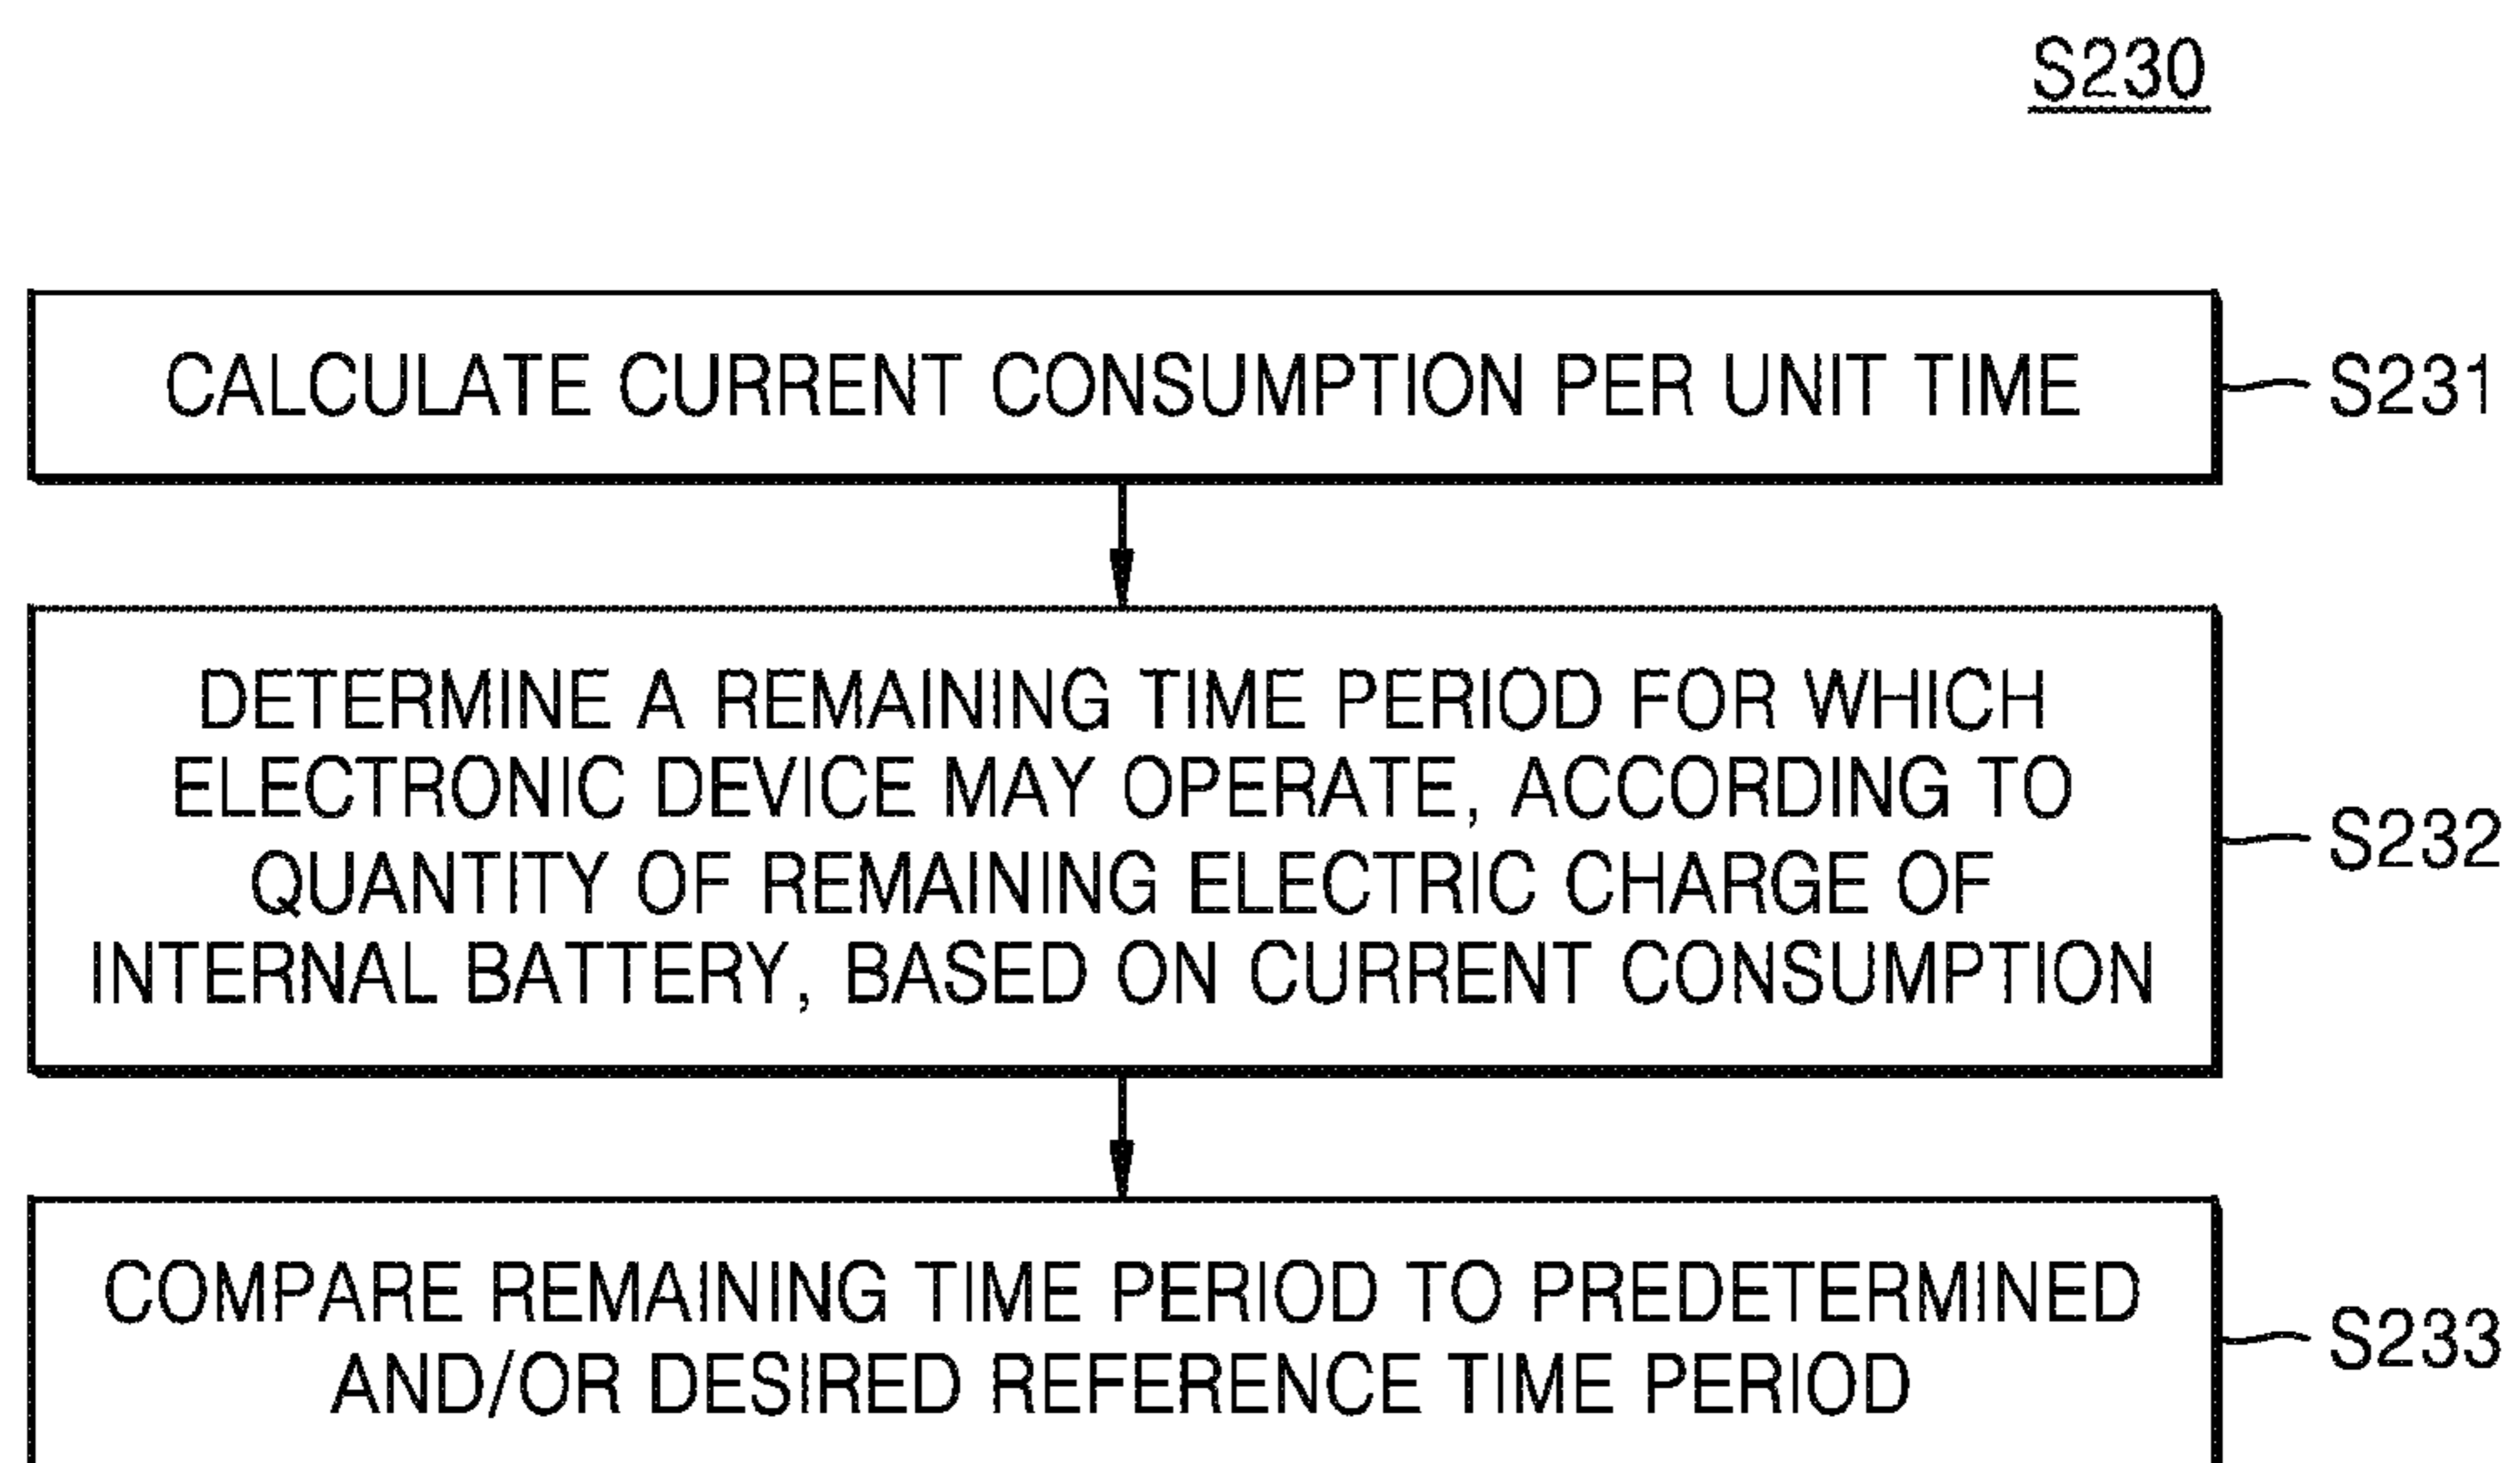 S230
CALCULATE CURRENT CONSUMPTION PER UNIT TIME
S231
DETERMINE A REMAINING TIME PERIOD FOR WHICH
ELECTRONIC DEVICE MAY OPERATE, ACCORDING TO
QUANTITY OF REMAINING ELECTRIC CHARGE OF
INTERNAL BATTERY, BASED ON CURRENT CONSUMPTION
S232
COMPARE REMAINING TIME PERIOD TO PREDETERMINED
AND/OR DESIRED REFERENCE TIME PERIOD
S233